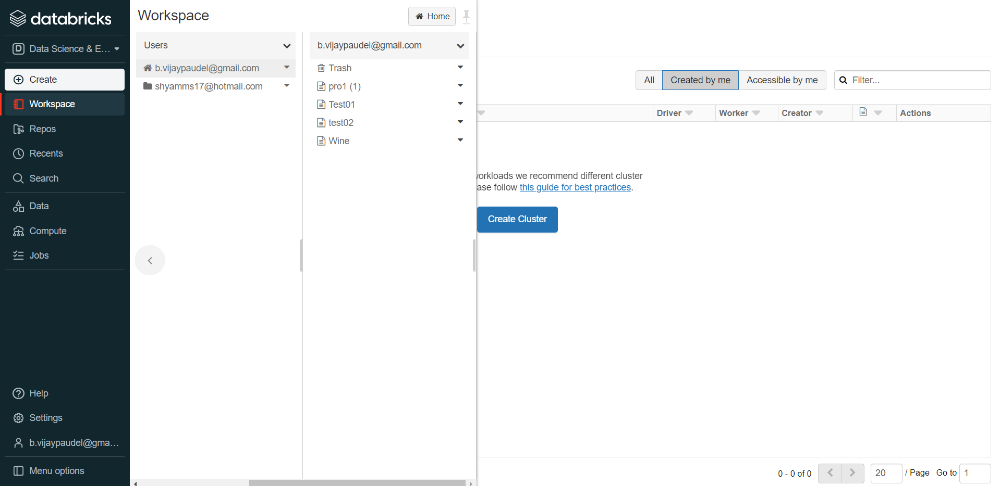 databricks
Data Science & E...
Create
Workspace
Repos
Recents
Search
Data
Compute
Jobs
Help
Settings
b.vijaypaudel@gma...
Menu options
Workspace
Home
Users
b.vijaypaudel@gmail.com
shyamms17@hotmail.com
b.vijaypaudel@gmail.com
Trash
pro1 (1)
Test01
test02
Wine
All
Created by me
Accessible by me
Filter...
Driver
Worker
Creator
Actions
orkloads we recommend different cluster
ase follow this guide for best practices.
Create Cluster
0 - 0 of 0
20
/ Page
Go to
1